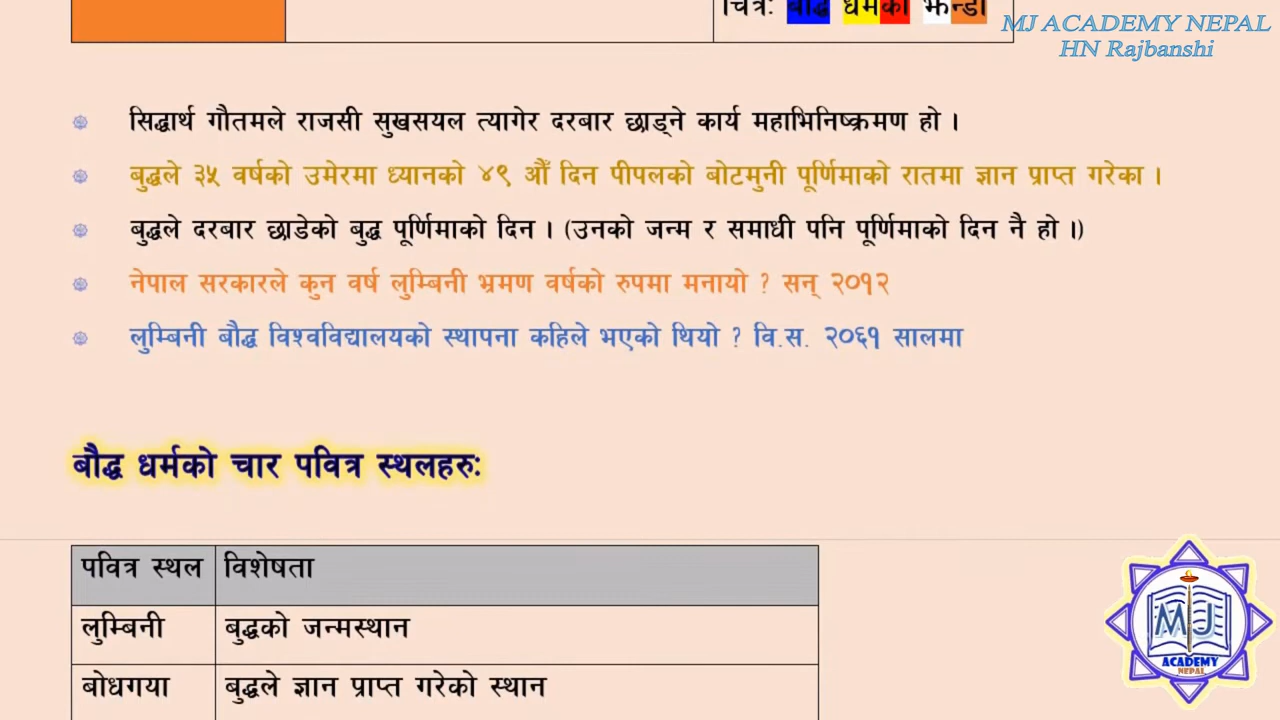 चित्र: बौद्ध धर्मको झन्डा
MJ ACADEMY NEPAL
HN Rajbanshi
सिद्धार्थ गौतमले राजसी सुखसयल त्यागेर दरबार छाड्ने कार्य महाभिनिष्क्रमण हो ।
बुद्धले ३५ वर्षको उमेरमा ध्यानको ४९ औँ दिन पीपलको बोटमुनी पूर्णिमाको रातमा ज्ञान प्राप्त गरेका ।
बुद्धले दरबार छाडेको बुद्ध पूर्णिमाको दिन । (उनको जन्म र समाधी पनि पूर्णिमाको दिन नै हो ।)
नेपाल सरकारले कुन वर्ष लुम्बिनी भ्रमण वर्षको रुपमा मनायो ? सन् २०१२
लुम्बिनी बौद्ध विश्वविद्यालयको स्थापना कहिले भएको थियो ? वि.स. २०६१ सालमा
बौद्ध धर्मको चार पवित्र स्थलहरु:
पवित्र स्थल विशेषता
लुम्बिनी बुद्धको जन्मस्थान
बोधगया बुद्धले ज्ञान प्राप्त गरेको स्थान
MJ
ACADEMY
NEPAL